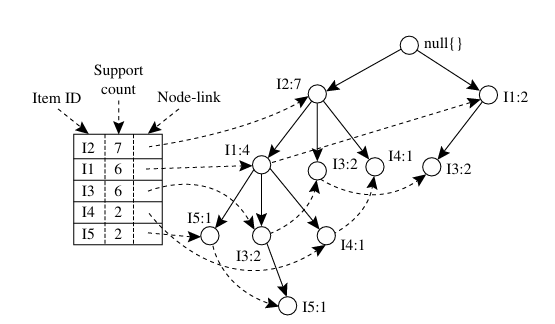 null{}
Support
count
Item ID
Node-link
I2:7
I1:2
I2 7
I1 6
I3 6
I4 2
I5 2
I1:4
I3:2
I4:1
I3:2
I5:1
I3:2
I4:1
I5:1